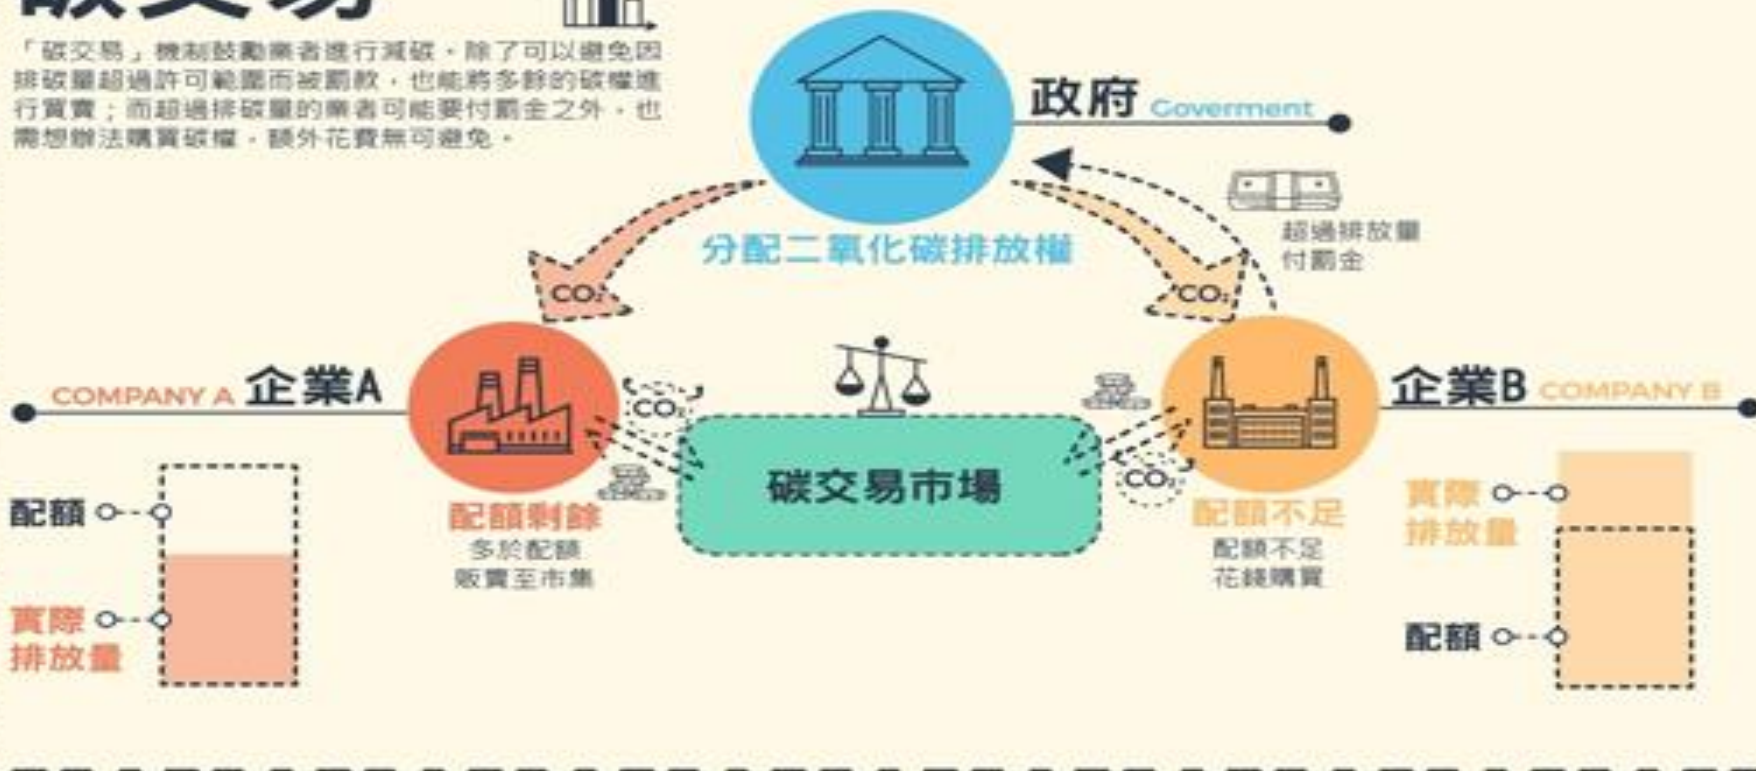 碳交易
「碳交易」機制鼓勵業者進行減碳，除了可以避免因
排碳量超過許可範圍而被罰款，也能將多餘的碳權進
行買賣；而超過排碳量的業者可能要付罰金之外，也
需想辦法購買碳權，額外花費無可避免。
政府 Goverment
超過排放量
付罰金
分配二氧化碳排放權
CO₂
CO₂
COMPANY A 企業A
企業B COMPANY B
CO₂
CO₂
碳交易市場
配額剩餘
多於配額
販賣至市集
配額不足
配額不足
花錢購買
配額
實際
排放量
實際
排放量
配額